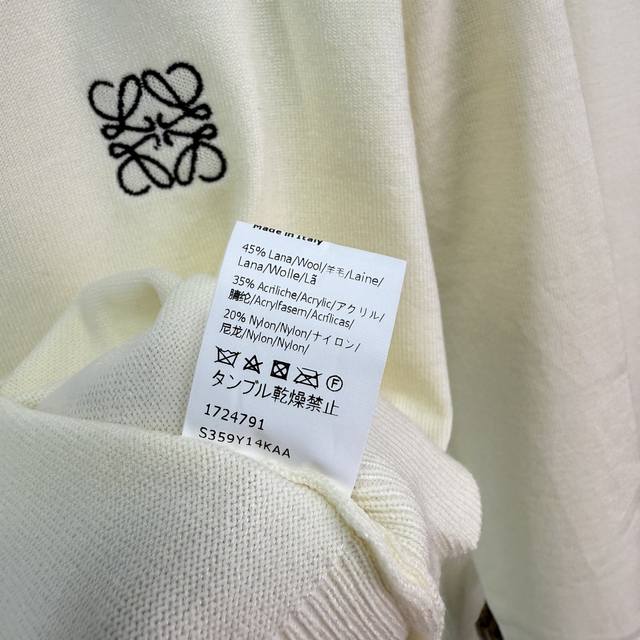 Made in Italy
45% Lana/Wool/羊毛/Laine/
Lana/Wolle/Lã
35% Acriliche/Acrylic/アクリル/
腈纶/Acrylfasern/Acrílicas/
20% Nylon/Nylon/ナイロン/
尼龙/Nylon/Nylon/
タンブル乾燥禁止
1724791
S359Y14KAA